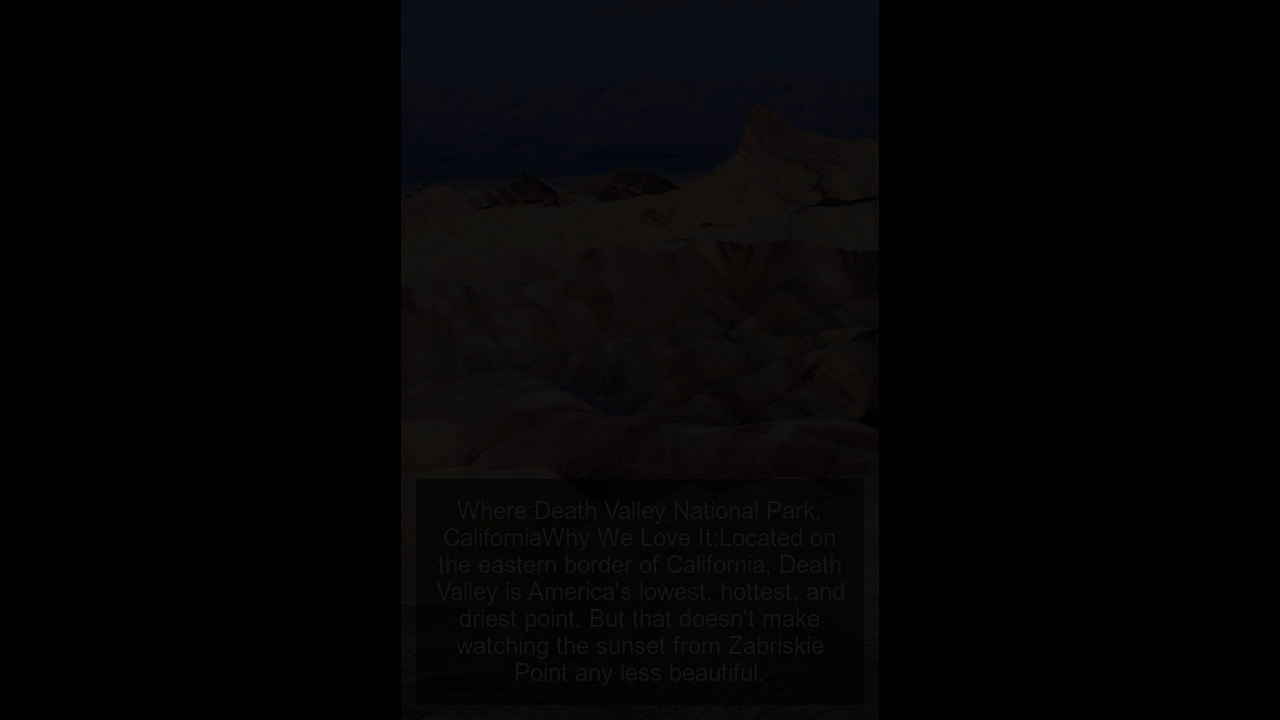 Where:Death Valley National Park,
CaliforniaWhy We Love It:Located on
the eastern border of California, Death
Valley is America's lowest, hottest, and
driest point. But that doesn't make
watching the sunset from Zabriskie
Point any less beautiful.